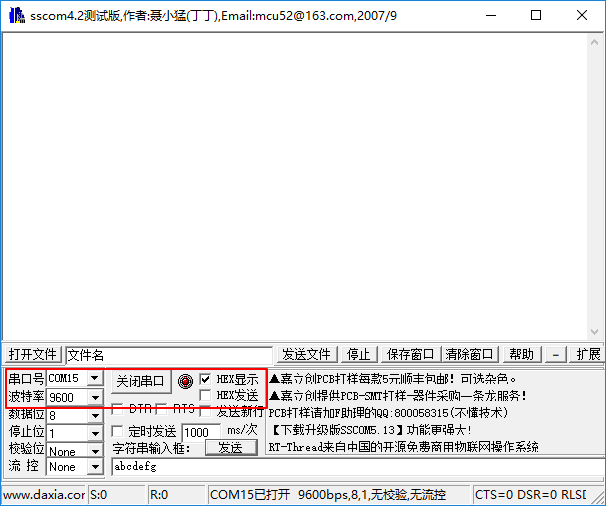 sscom4.2测试版,作者:聂小猛(丁丁),Email:mcu52@163.com,2007/9
打开文件 文件名 发送文件 停止 保存窗口 清除窗口 帮助 - 扩展
串口号 COM15 关闭串口 HEX显示 ▲嘉立创PCB打样每款5元顺丰包邮！可选杂色。
波特率 9600 HEX发送 ▲嘉立创提供PCB-SMT打样-器件采购一条龙服务！
数据位 8 DTR RTS 发送新行 PCB打样请加F助理的QQ:800058315(不懂技术)
停止位 1 定时发送 1000 ms/次 【下载升级版SSCOM5.13】功能更强大！
校验位 None 字符串输入框: 发送 RT-Thread来自中国的开源免费商用物联网操作系统
流 控 None abcdefg
www.daxia.cor S:0 R:0 COM15已打开 9600bps,8,1,无校验,无流控 CTS=0 DSR=0 RLSI